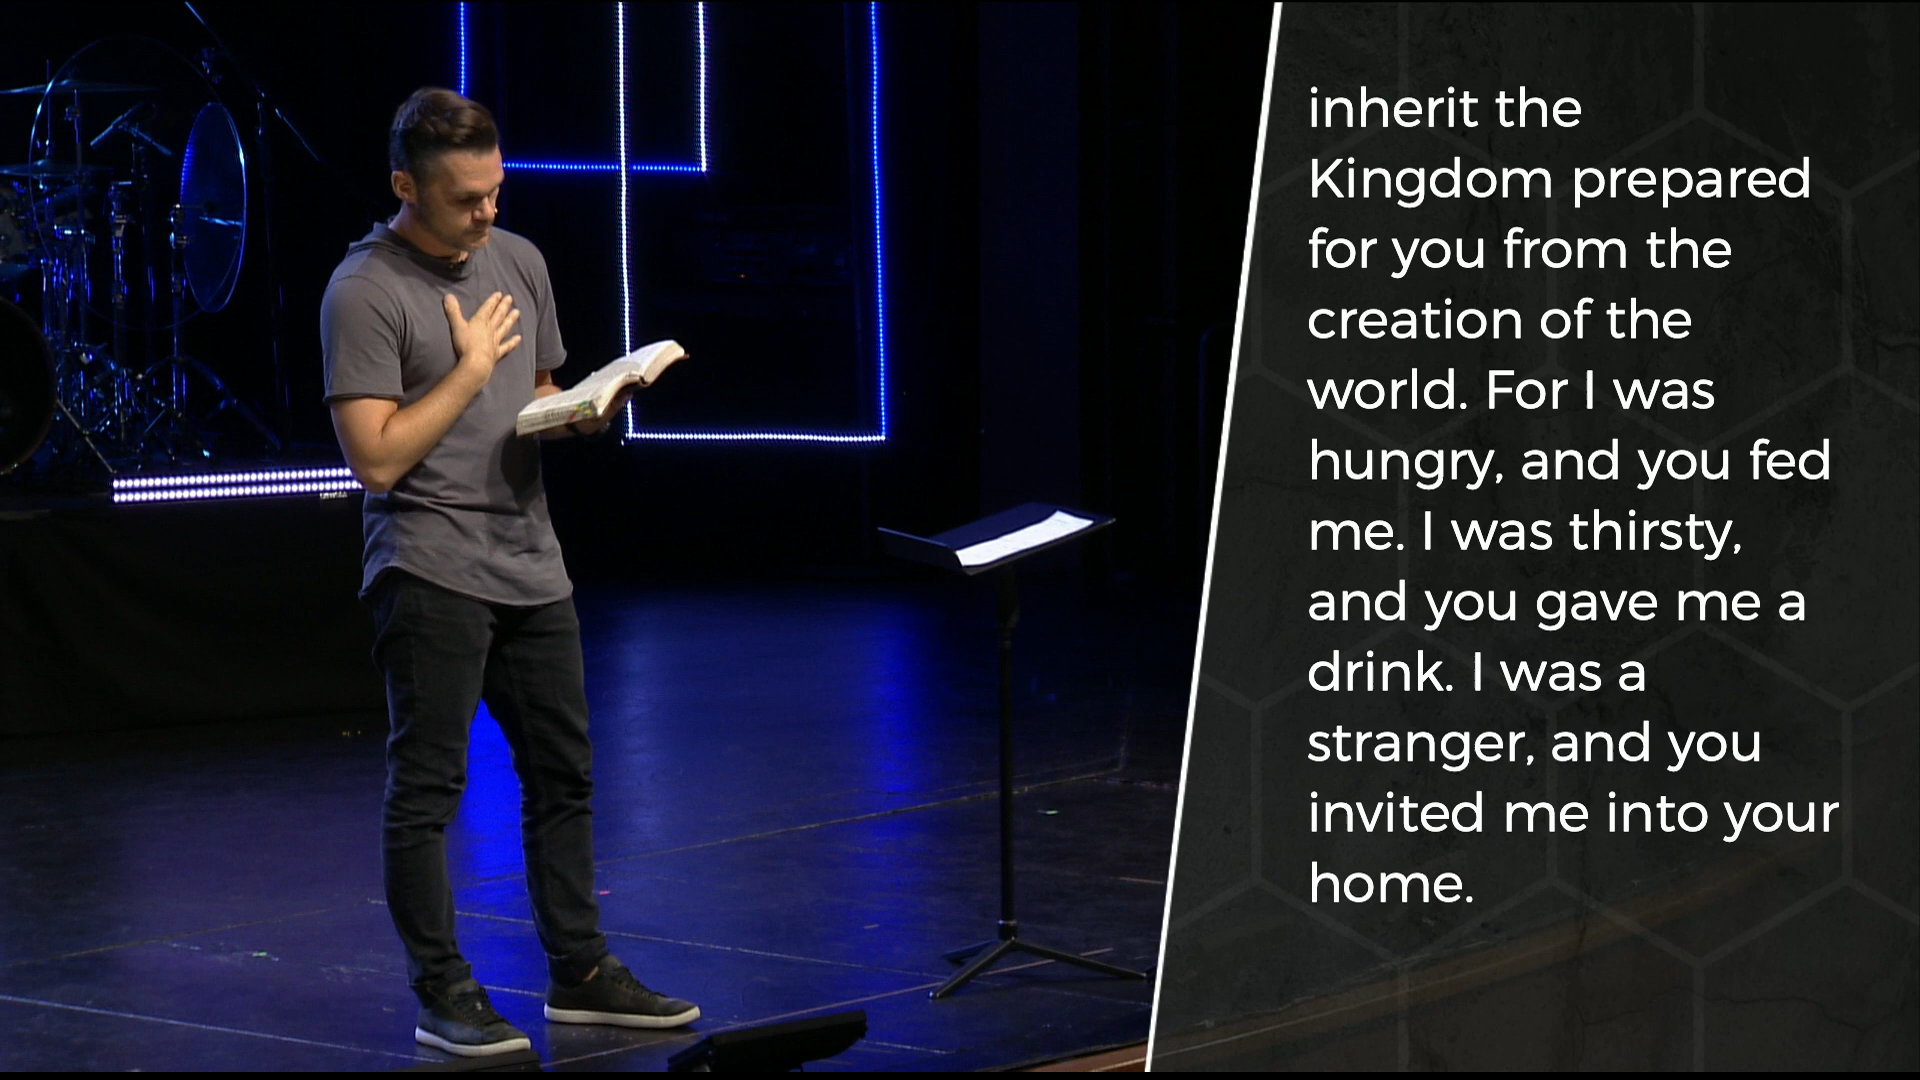 inherit the
Kingdom prepared
for you from the
creation of the
world. For I was
hungry, and you fed
me. I was thirsty,
and you gave me a
drink. I was a
stranger, and you
invited me into your
home.